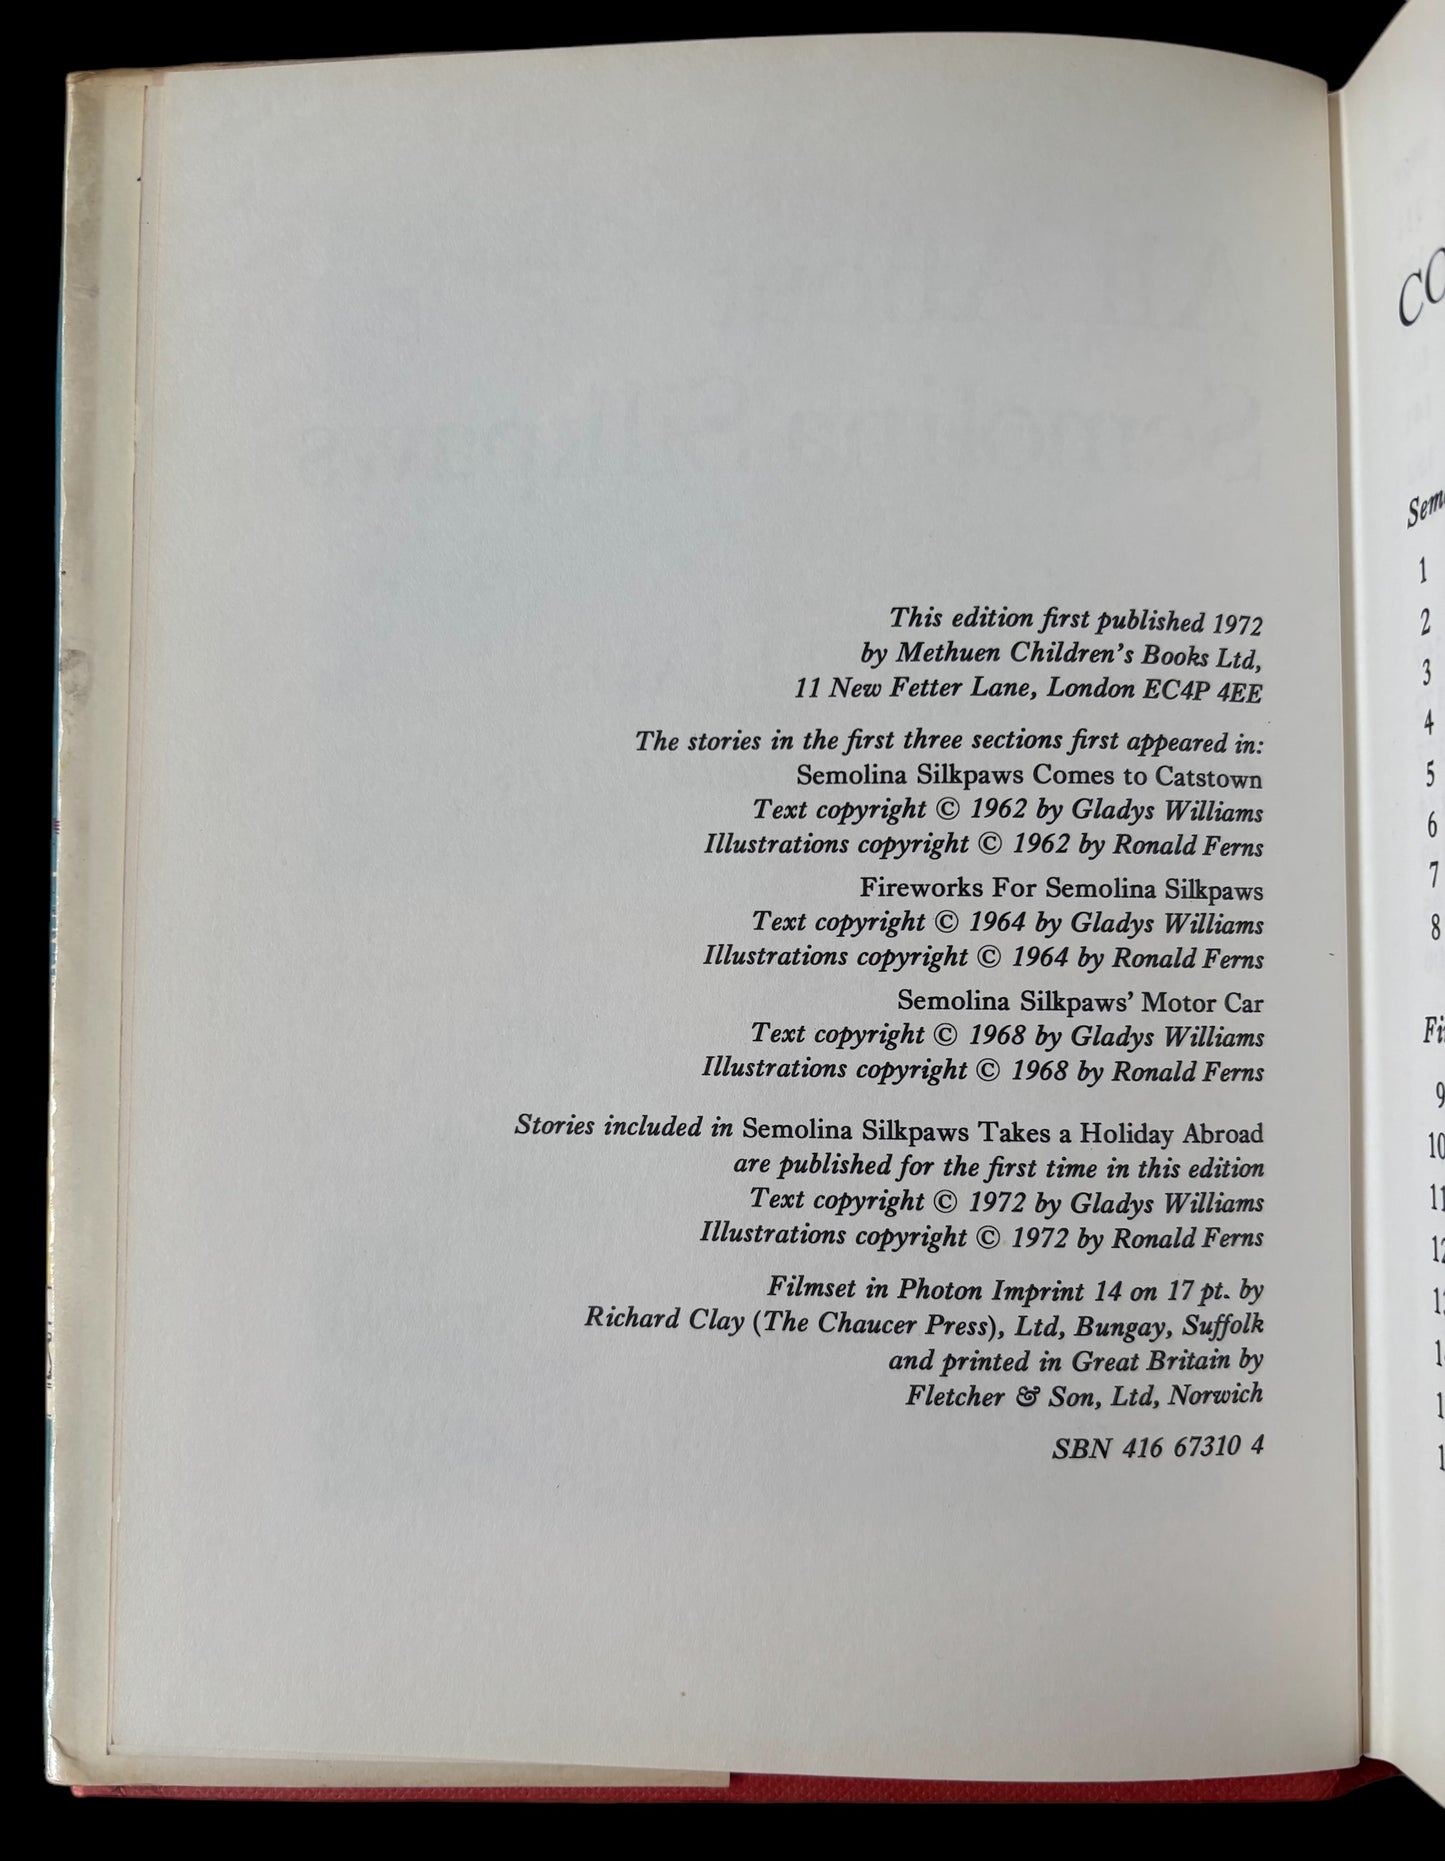 This edition first published 1972
by Methuen Children's Books Ltd,
11 New Fetter Lane, London EC4P 4EE
The stories in the first three sections first appeared in:
Semolina Silkpaws Comes to Catstown
Text copyright © 1962 by Gladys Williams
Illustrations copyright © 1962 by Ronald Ferns
Fireworks For Semolina Silkpaws
Text copyright © 1964 by Gladys Williams
Illustrations copyright © 1964 by Ronald Ferns
Semolina Silkpaws' Motor Car
Text copyright © 1968 by Gladys Williams
Illustrations copyright © 1968 by Ronald Ferns
Stories included in Semolina Silkpaws Takes a Holiday Abroad
are published for the first time in this edition
Text copyright © 1972 by Gladys Williams
Illustrations copyright © 1972 by Ronald Ferns
Filmset in Photon Imprint 14 on 17 pt. by
Richard Clay (The Chaucer Press), Ltd, Bungay, Suffolk
and printed in Great Britain by
Fletcher & Son, Ltd, Norwich
SBN 416 67310 4
1
2
3
4
5
6
7
8
9
10